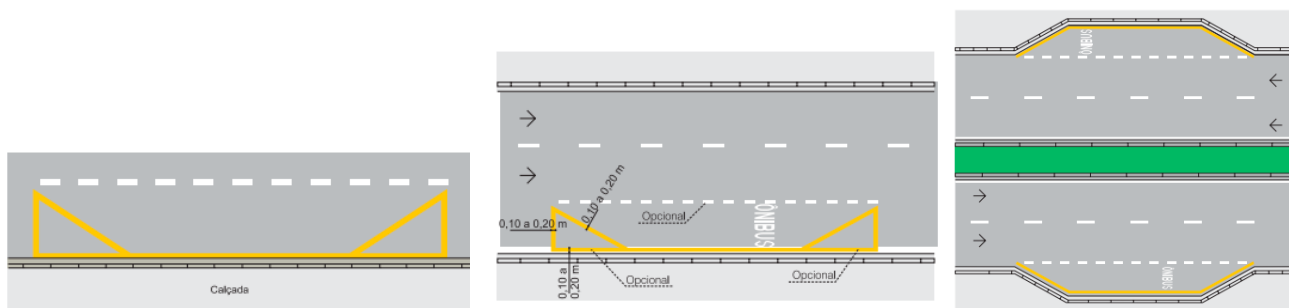 Calçada
0,10 a 0,20 m
0,10 a 0,20 m
Opcional
ÔNIBUS
0,10 a
0,20 m
Opcional
Opcional
ÔNIBUS
ÔNIBUS